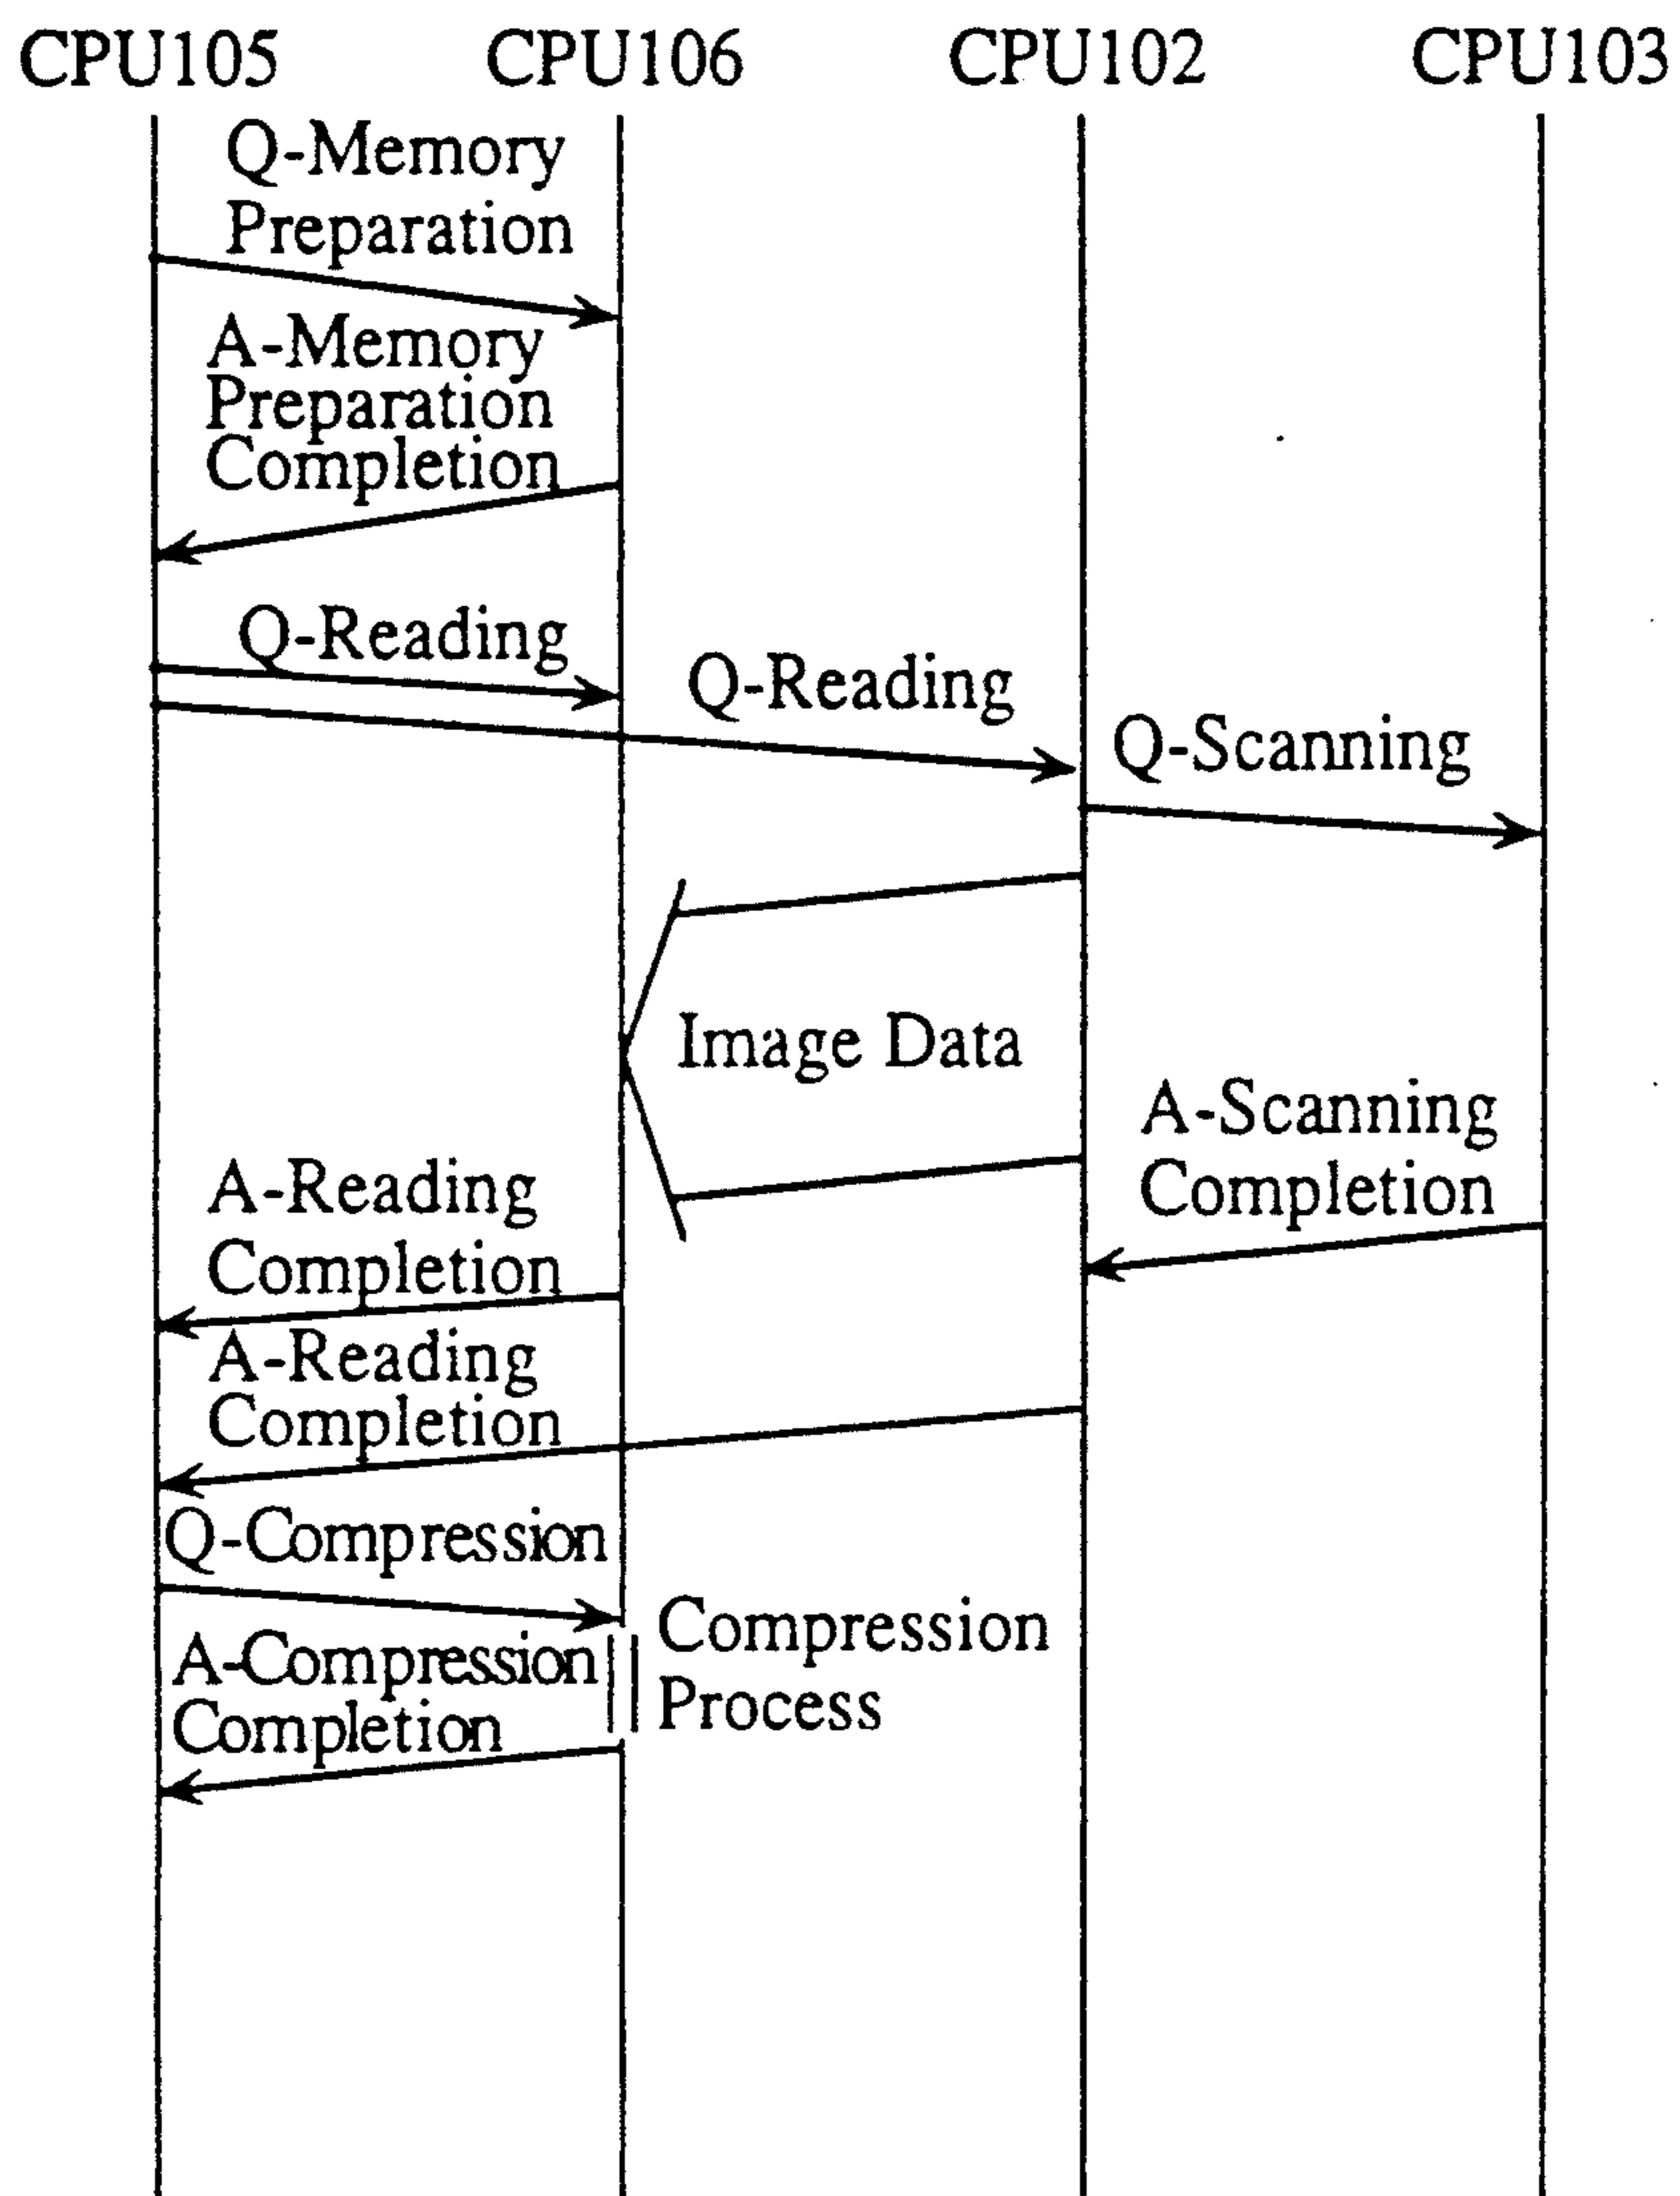 CPU105 CPU106 CPU102 CPU103
Q-Memory
Preparation
A-Memory
Preparation
Completion
Q-Reading
Q-Reading
Q-Scanning
Image Data
A-Scanning
Completion
A-Reading
Completion
A-Reading
Completion
Q-Compression
Compression
Process
A-Compression
Completion